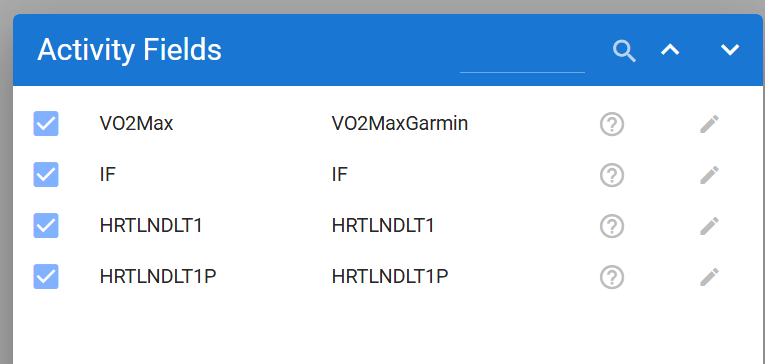 Activity Fields
VO2Max VO2MaxGarmin
IF IF
HRTLNDLT1 HRTLNDLT1
HRTLNDLT1P HRTLNDLT1P